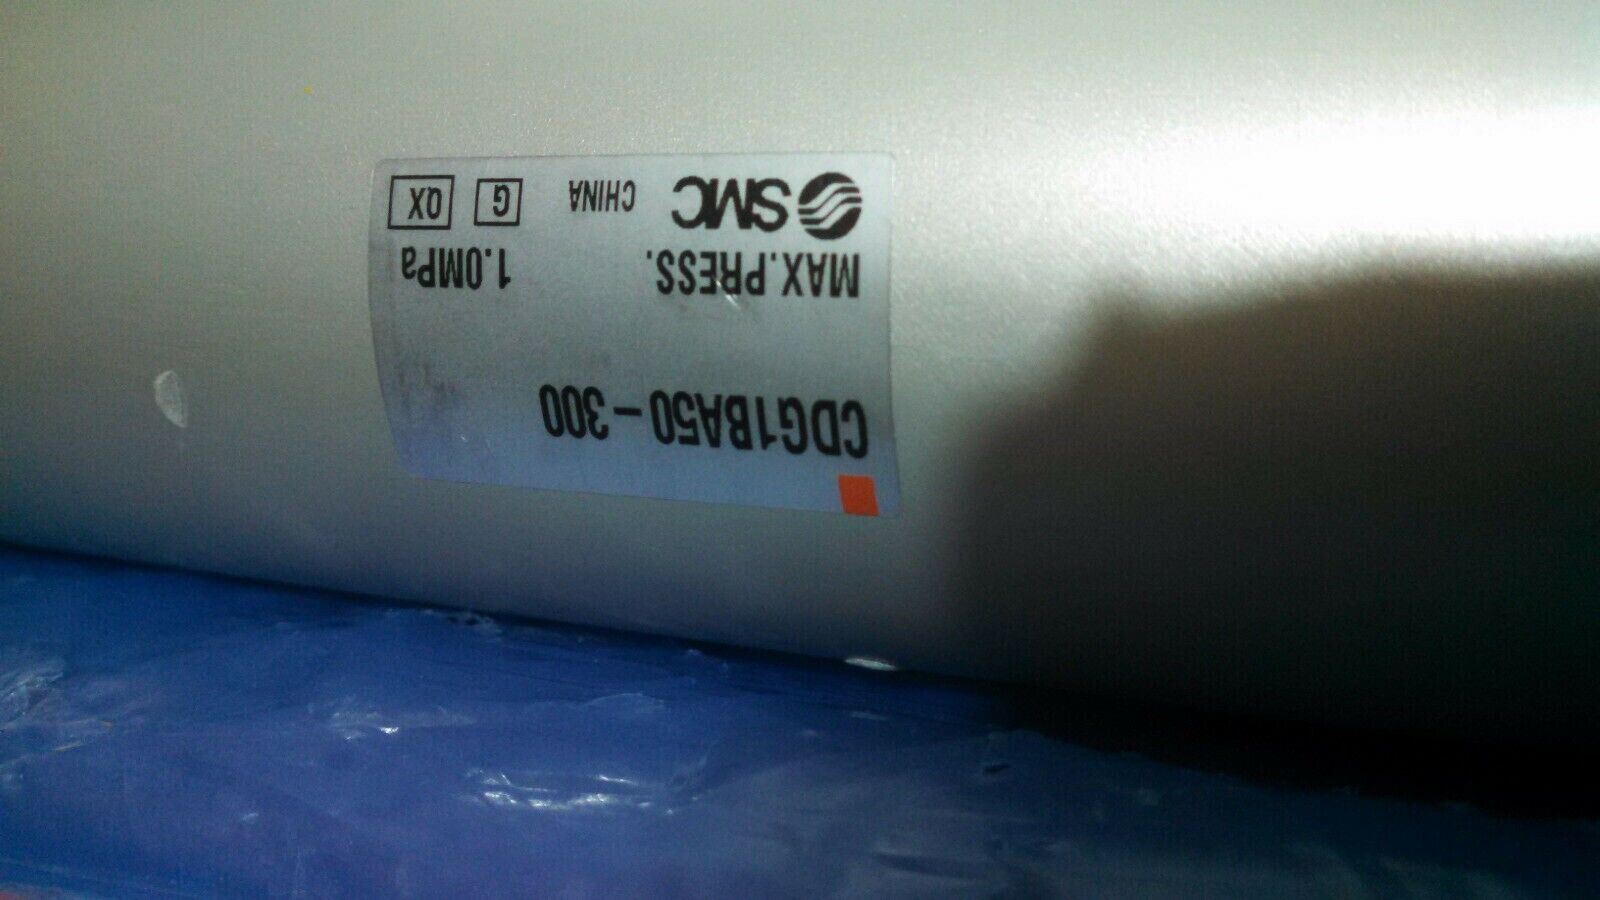 CDG1BA50-300
MAX.PRESS. 1.0MPa
SMC CHINA G QX